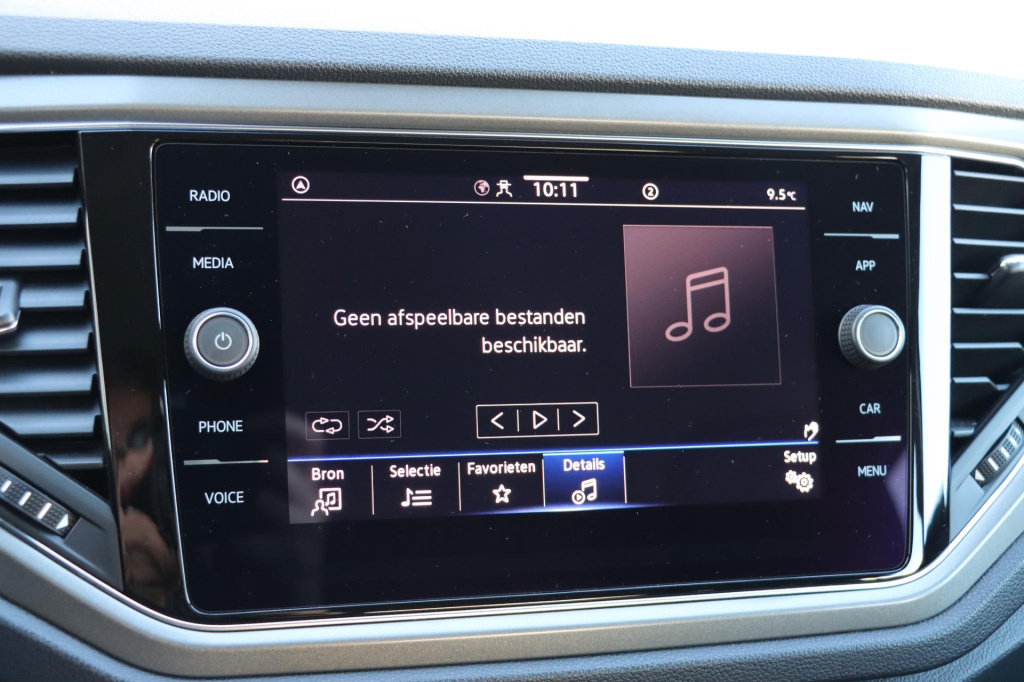 RADIO
MEDIA
PHONE
VOICE
10:11
2
9.5°C
Geen afspeelbare bestanden
beschikbaar.
Bron
Selectie
Favorieten
Details
Setup
NAV
APP
CAR
MENU